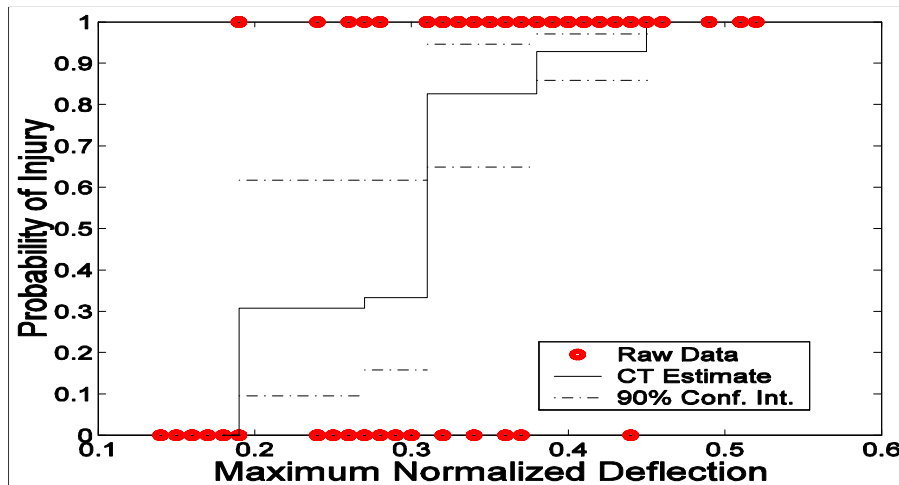 1
0.9
0.8
0.7
0.6
0.5
0.4
0.3
0.2
0.1
0
Probability of Injury
Raw Data
CT Estimate
90% Conf. Int.
0.1 0.2 0.3 0.4 0.5 0.6
Maximum Normalized Deflection